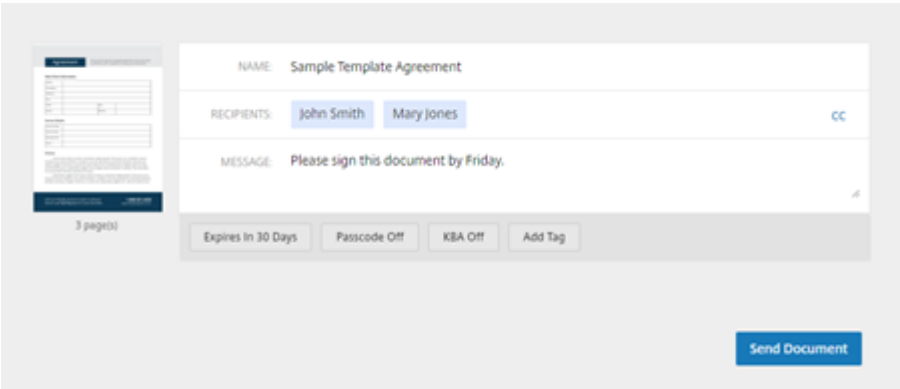 Agreement
NAME: Sample Template Agreement
RECIPIENTS: John Smith Mary Jones CC
MESSAGE: Please sign this document by Friday.
3 page(s)
Expires In 30 Days Passcode Off KBA Off Add Tag
Send Document